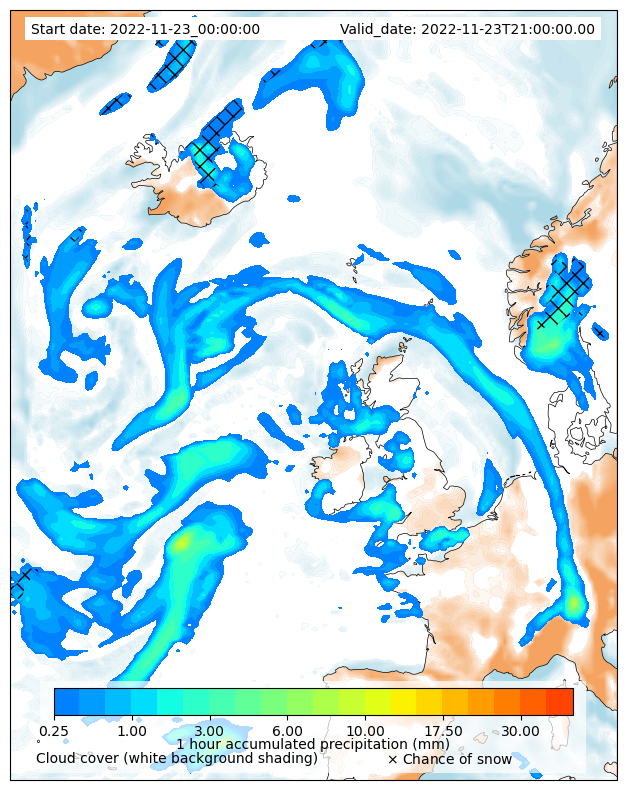 Start date: 2022-11-23_00:00:00 Valid_date: 2022-11-23T21:00:00.00
0.25 1.00 3.00 6.00 10.00 17.50 30.00
1 hour accumulated precipitation (mm)
Cloud cover (white background shading) × Chance of snow